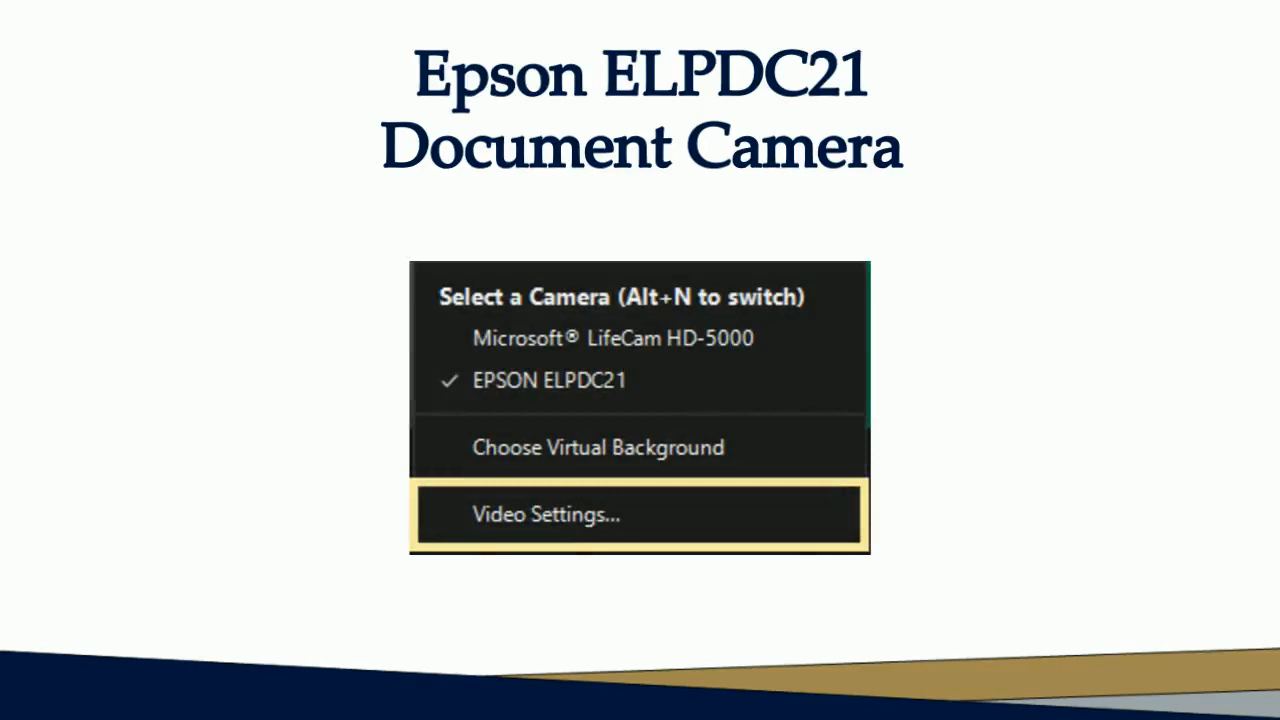 Epson ELPDC21
Document Camera
Select a Camera (Alt+N to switch)
Microsoft® LifeCam HD-5000
✓ EPSON ELPDC21
Choose Virtual Background
Video Settings...